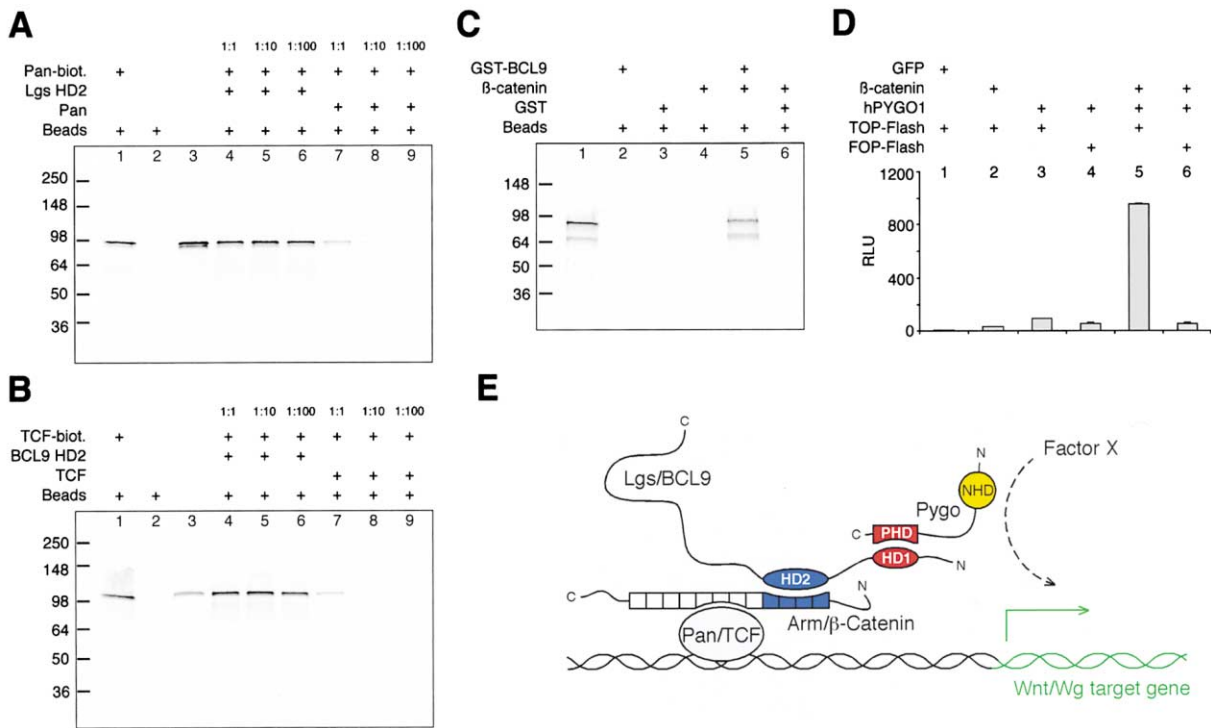 A
1:1 1:10 1:100 1:1 1:10 1:100
Pan-biot. + + + + + + +
Lgs HD2 + + +
Pan + + +
Beads + + + + + + + +
1 2 3 4 5 6 7 8 9
250
148
98
64
50
36
B
1:1 1:10 1:100 1:1 1:10 1:100
TCF-biot. + + + + + + +
BCL9 HD2 + + +
TCF + + +
Beads + + + + + + + +
1 2 3 4 5 6 7 8 9
250
148
98
64
50
36
C
GST-BCL9 + +
ß-catenin + + +
GST + +
Beads + + + + +
1 2 3 4 5 6
148
98
64
50
36
D
GFP +
ß-catenin + + +
hPYGO1 + + + +
TOP-Flash + + + +
FOP-Flash + +
1200 1 2 3 4 5 6
800
400
0
RLU
E
C
Lgs/BCL9
N
Factor X
NHD
Pygo
C PHD
HD1 N
HD2
C N
Arm/β-Catenin
Pan/TCF
Wnt/Wg target gene